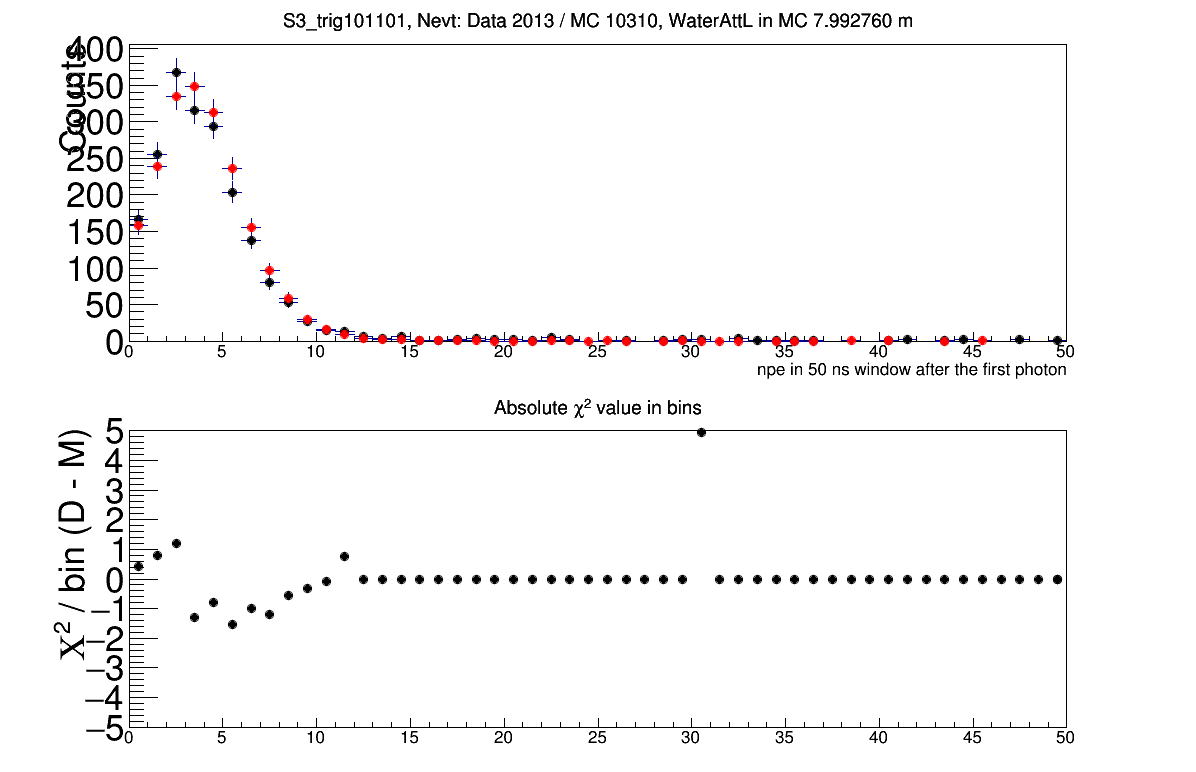 S3_trig101101, Nevt: Data 2013 / MC 10310, WaterAttL in MC 7.992760 m
Counts
400
350
300
250
200
150
100
50
0
0 5 10 15 20 25 30 35 40 45 50
npe in 50 ns window after the first photon
Absolute χ² value in bins
X² / bin (D - M)
5
4
3
2
1
0
−1
−2
−3
−4
−5
0 5 10 15 20 25 30 35 40 45 50